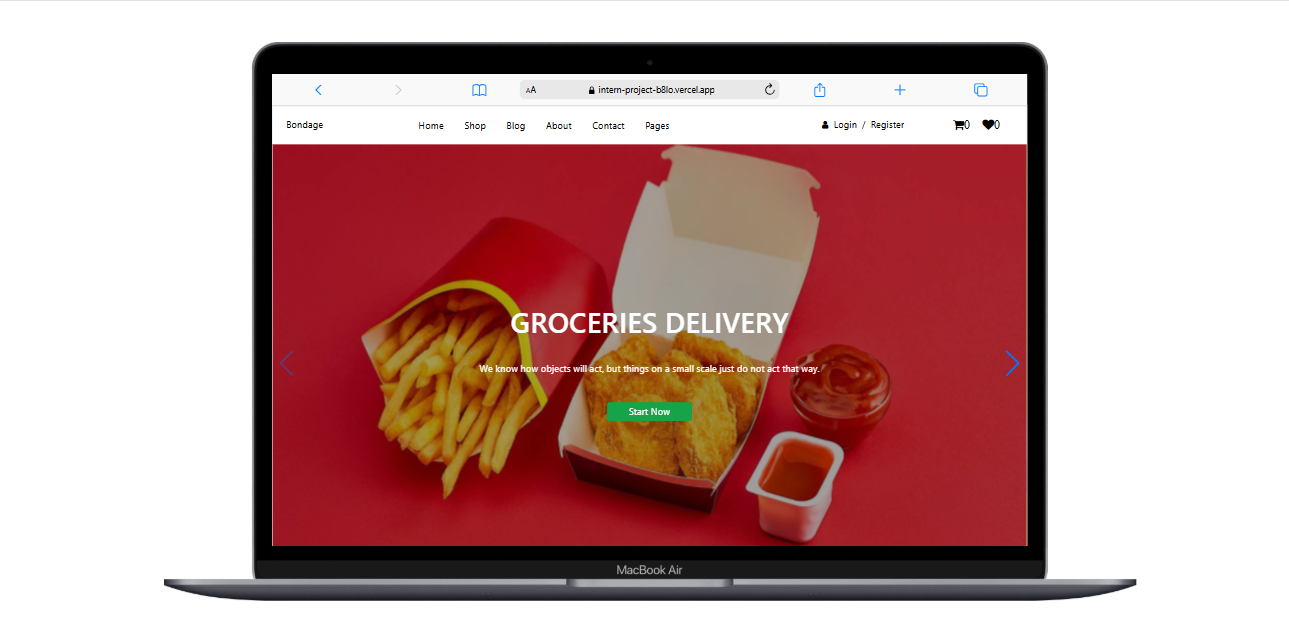 AA intern-project-b8lo.vercel.app
Bondage Home Shop Blog About Contact Pages Login / Register 0 0
GROCERIES DELIVERY
We know how objects will act, but things on a small scale just do not act that way.
Start Now
MacBook Air